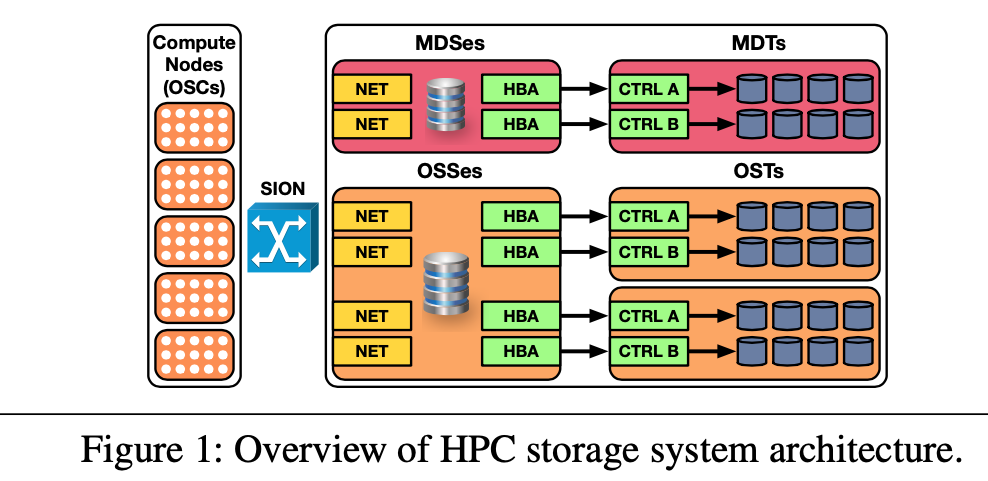 Compute
Nodes
(OSCs)
SION
MDSes
MDTs
NET
HBA
CTRL A
NET
HBA
CTRL B
OSSes
OSTs
NET
HBA
CTRL A
NET
HBA
CTRL B
NET
HBA
CTRL A
NET
HBA
CTRL B
Figure 1: Overview of HPC storage system architecture.